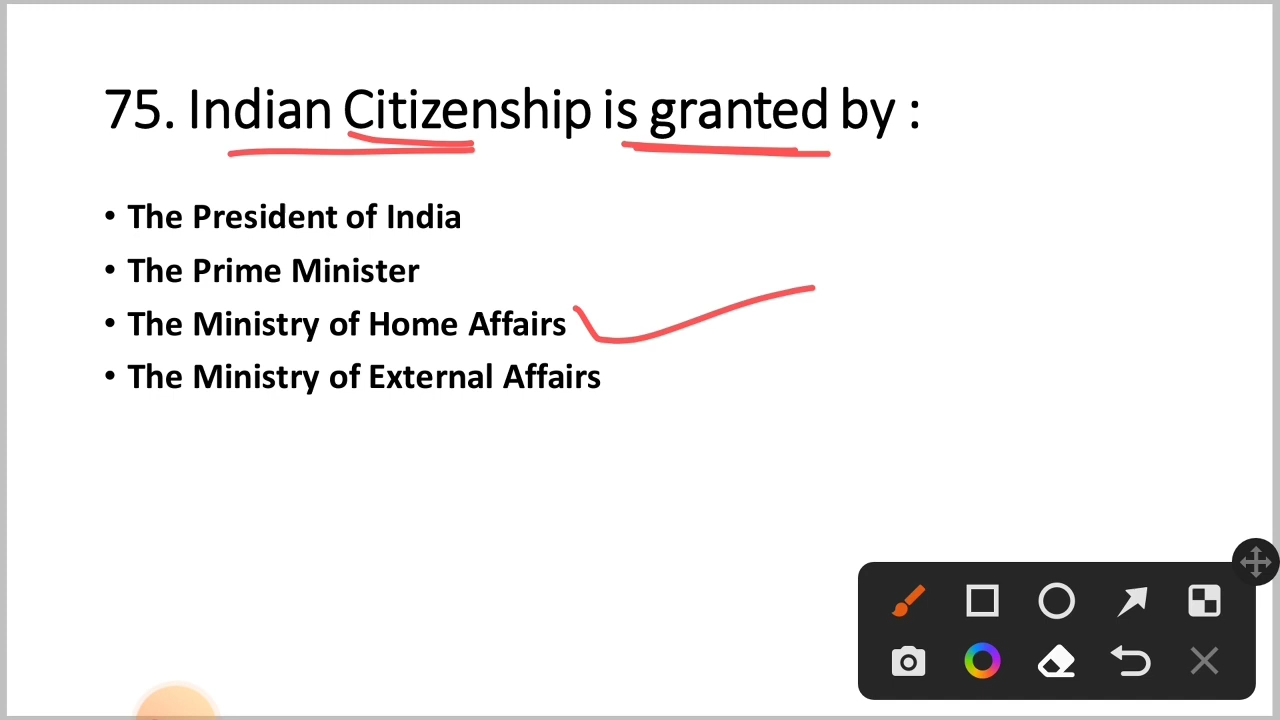 75. Indian Citizenship is granted by :
• The President of India
• The Prime Minister
• The Ministry of Home Affairs
• The Ministry of External Affairs